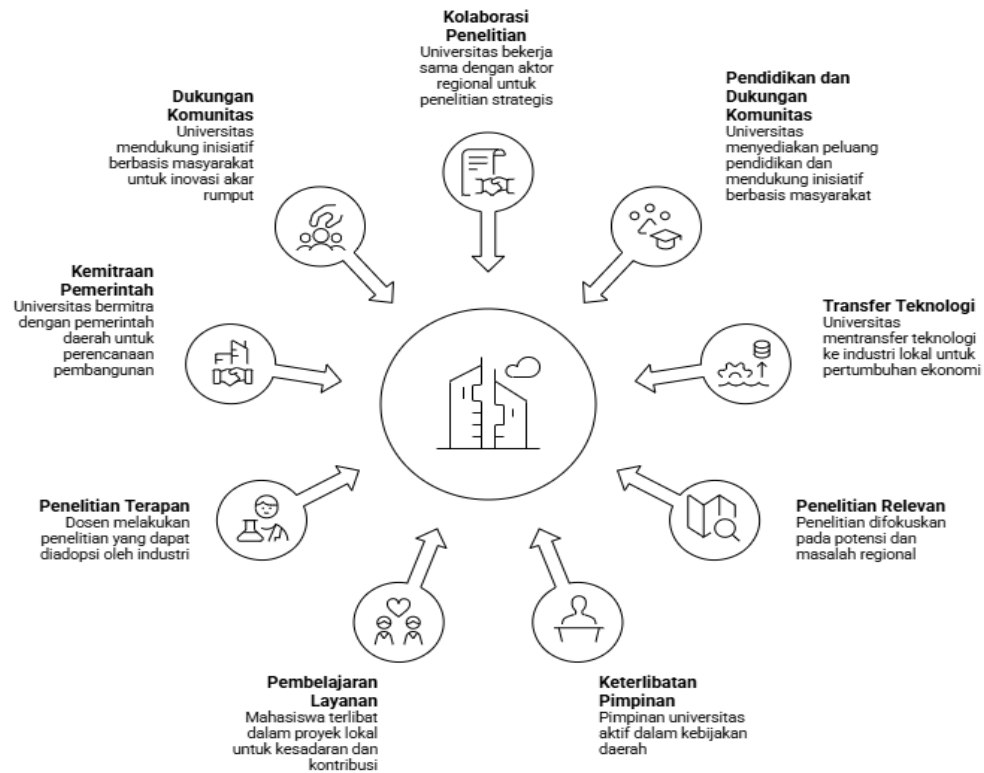 Kolaborasi
Penelitian
Universitas bekerja
sama dengan aktor
regional untuk
penelitian strategis
Pendidikan dan
Dukungan
Komunitas
Universitas
menyediakan peluang
pendidikan dan
mendukung inisiatif
berbasis masyarakat
Transfer Teknologi
Universitas
mentransfer teknologi
ke industri lokal untuk
pertumbuhan ekonomi
Penelitian Relevan
Penelitian difokuskan
pada potensi dan
masalah regional
Keterlibatan
Pimpinan
Pimpinan universitas
aktif dalam kebijakan
daerah
Pembelajaran
Layanan
Mahasiswa terlibat
dalam proyek lokal
untuk kesadaran dan
kontribusi
Penelitian Terapan
Dosen melakukan
penelitian yang dapat
diadopsi oleh industri
Kemitraan
Pemerintah
Universitas bermitra
dengan pemerintah
daerah untuk
perencanaan
pembangunan
Dukungan
Komunitas
Universitas
mendukung inisiatif
berbasis masyarakat
untuk inovasi akar
rumput